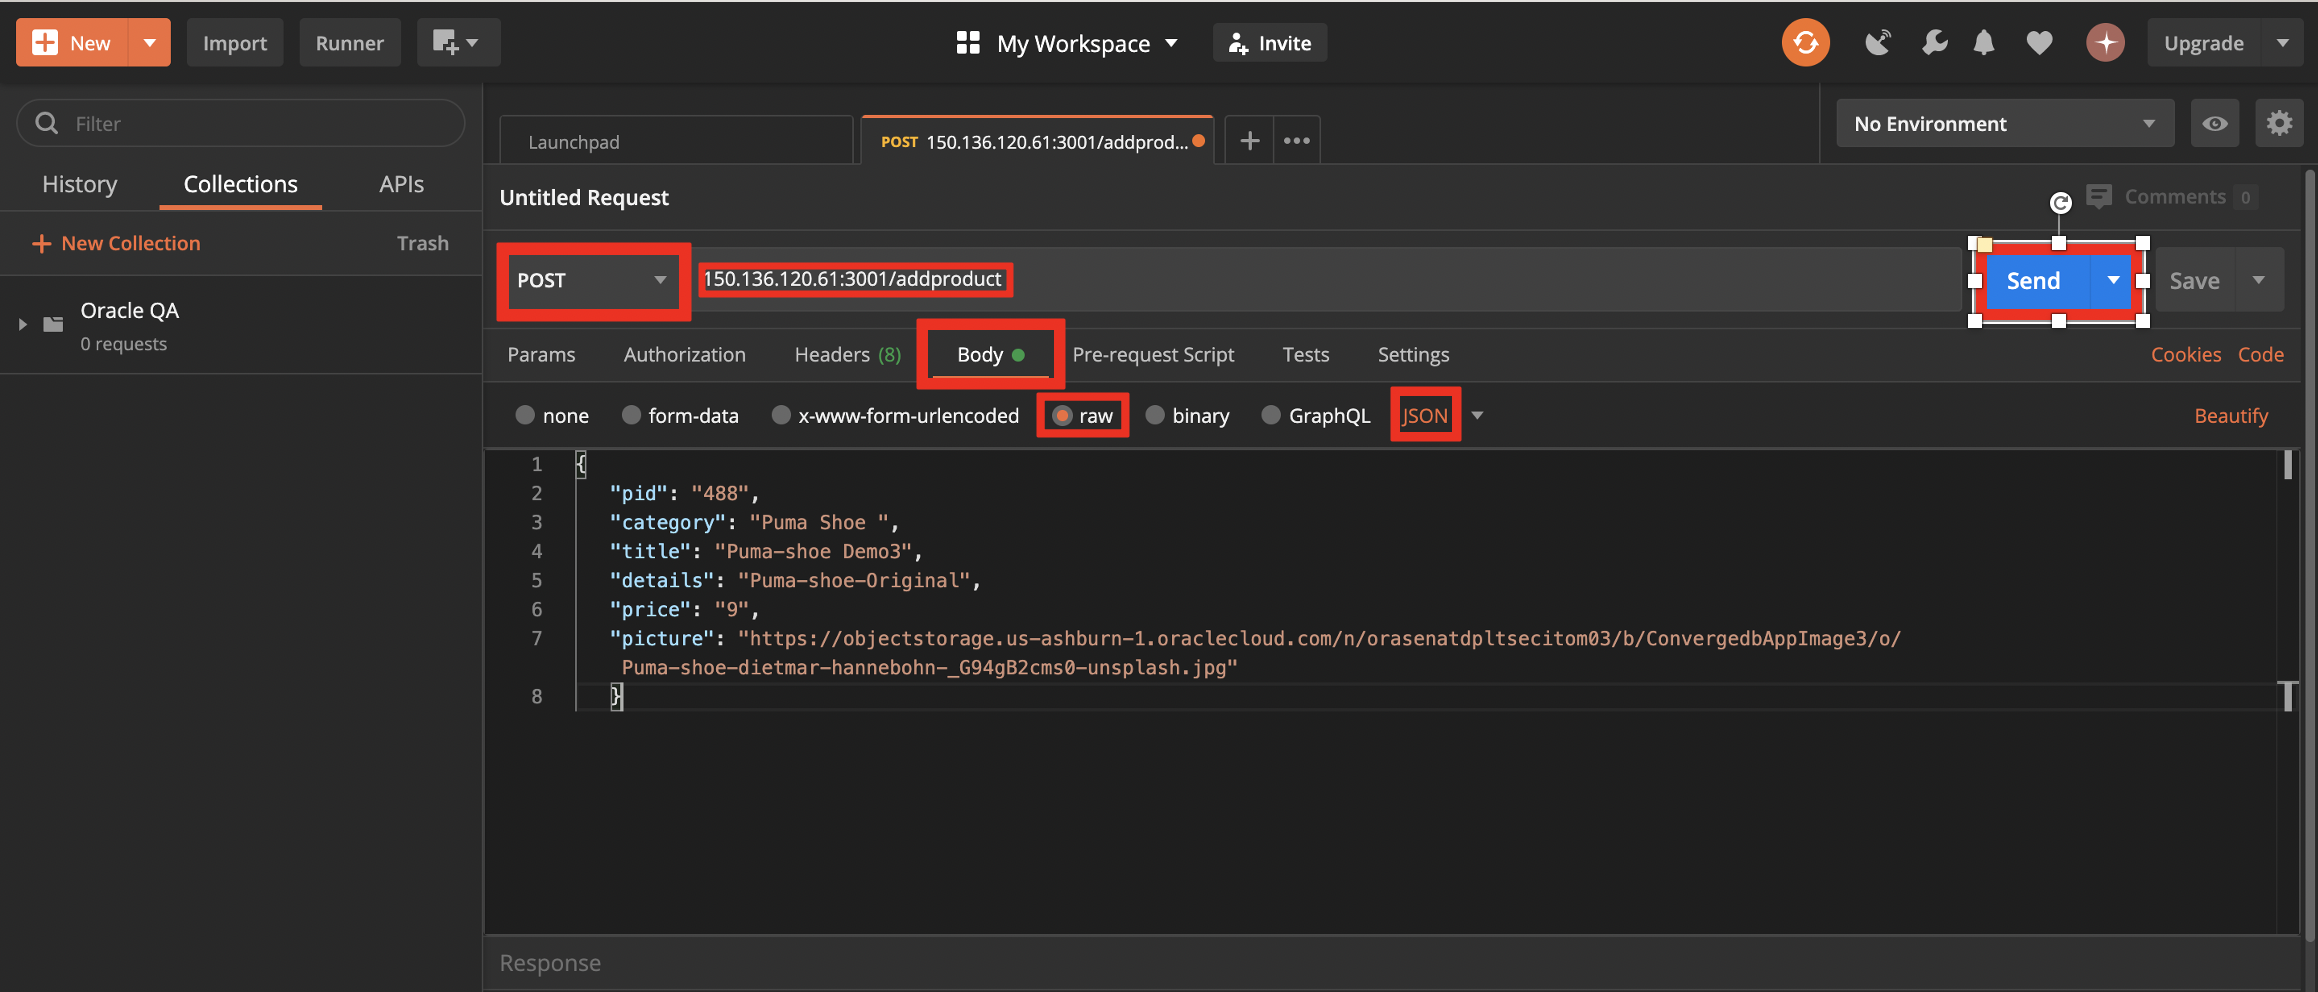 New
Import
Runner
My Workspace
Invite
Upgrade
Filter
Launchpad
POST 150.136.120.61:3001/addprod...
No Environment
History
Collections
APIs
Untitled Request
Comments 0
New Collection
Trash
POST
150.136.120.61:3001/addproduct
Send
Save
Oracle QA
0 requests
Params
Authorization
Headers (8)
Body
Pre-request Script
Tests
Settings
Cookies
Code
none
form-data
x-www-form-urlencoded
raw
binary
GraphQL
JSON
Beautify
1 {
2 "pid": "488",
3 "category": "Puma Shoe ",
4 "title": "Puma-shoe Demo3",
5 "details": "Puma-shoe-Original",
6 "price": "9",
7 "picture": "https://objectstorage.us-ashburn-1.oraclecloud.com/n/orasenatdpltsecitom03/b/ConvergedbAppImage3/o/
Puma-shoe-dietmar-hannebohn-_G94gB2cms0-unsplash.jpg"
8 }
Response